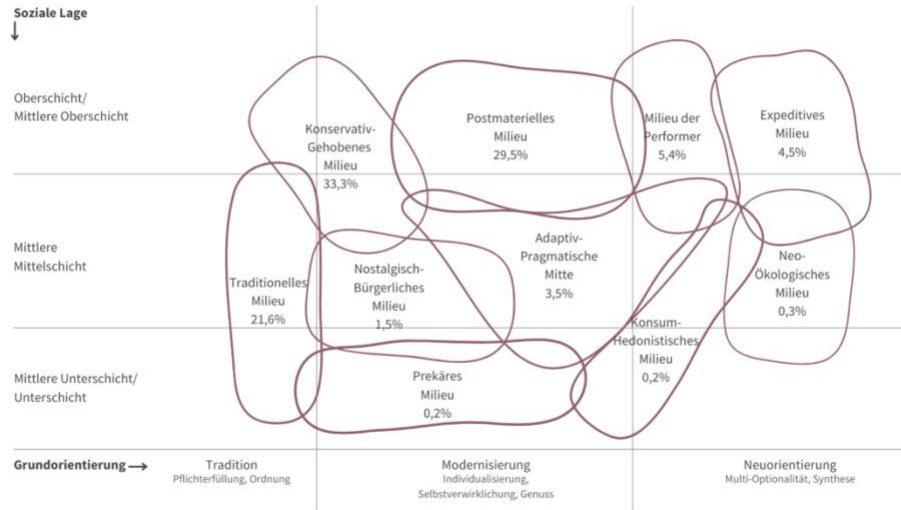 Soziale Lage
Oberschicht/
Mittlere Oberschicht
Konservativ-
Gehobenes
Milieu
33,3%
Postmaterielles
Milieu
29,5%
Milieu der
Performer
5,4%
Expeditives
Milieu
4,5%
Mittlere
Mittelschicht
Traditionelles
Milieu
21,6%
Nostalgisch-
Bürgerliches
Milieu
1,5%
Adaptiv-
Pragmatische
Mitte
3,5%
Neo-
Ökologisches
Milieu
0,3%
Mittlere Unterschicht/
Unterschicht
Prekäres
Milieu
0,2%
Konsum-
Hedonistisches
Milieu
0,2%
Grundorientierung
Tradition
Pflichterfüllung, Ordnung
Modernisierung
Individualisierung,
Selbstverwirklichung, Genuss
Neuorientierung
Multi-Optionalität, Synthese